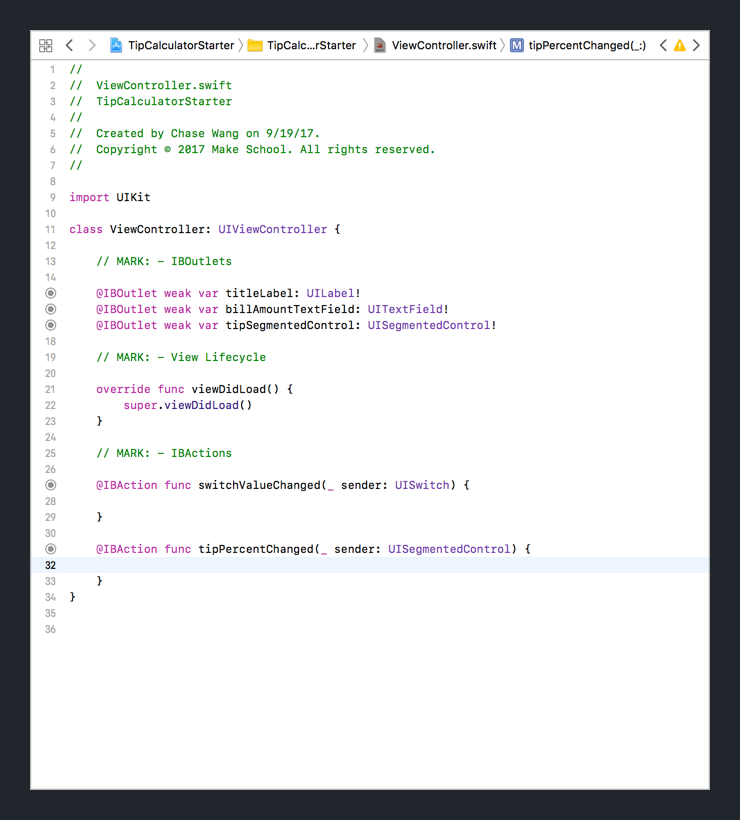 TipCalculatorStarter TipCalc...rStarter ViewController.swift M tipPercentChanged(_:)
1 //
2 //  ViewController.swift
3 //  TipCalculatorStarter
4 //
5 //  Created by Chase Wang on 9/19/17.
6 //  Copyright © 2017 Make School. All rights reserved.
7 //
8
9 import UIKit
10
11 class ViewController: UIViewController {
12
13     // MARK: - IBOutlets
14
@IBOutlet weak var titleLabel: UILabel!
@IBOutlet weak var billAmountTextField: UITextField!
@IBOutlet weak var tipSegmentedControl: UISegmentedControl!
18
19     // MARK: - View Lifecycle
20
21     override func viewDidLoad() {
22         super.viewDidLoad()
23     }
24
25     // MARK: - IBActions
26
@IBAction func switchValueChanged(_ sender: UISwitch) {
28
29     }
30
@IBAction func tipPercentChanged(_ sender: UISegmentedControl) {
32
33     }
34 }
35
36